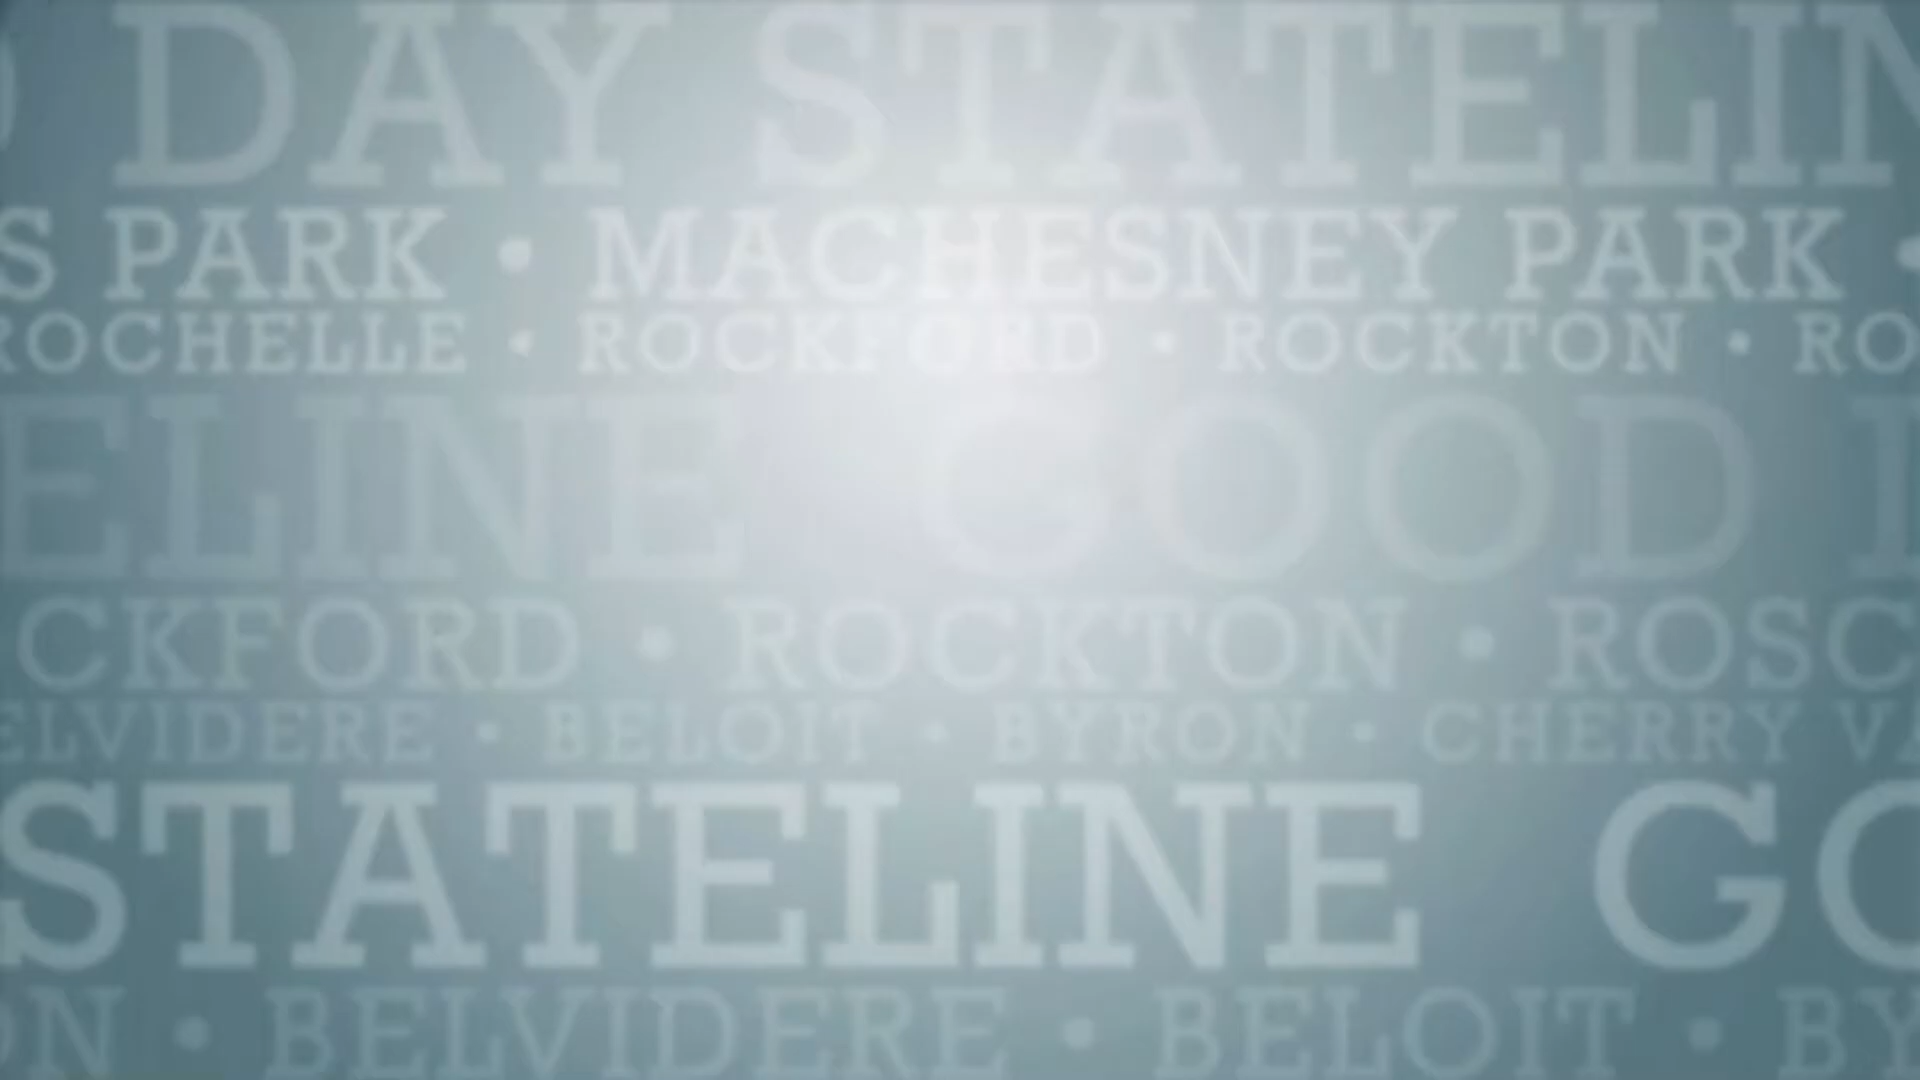 DAY STATELIN
S PARK • MACHESNEY PARK •
ROCHELLE • ROCKFORD • ROCKTON • RO
ELINE GOOD D
CKFORD • ROCKTON • ROSC
ELVIDERE • BELOIT • BYRON • CHERRY VA
STATELINE GO
ON • BELVIDERE • BELOIT • BY